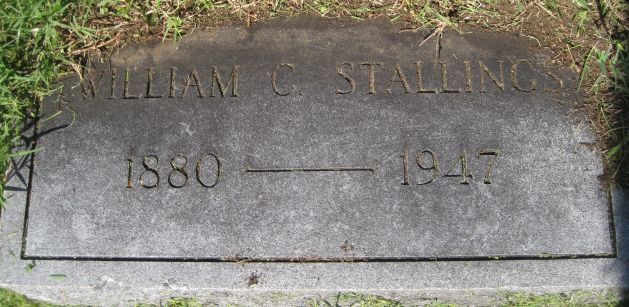 WILLIAM C. STALLINGS
1880 — 1947